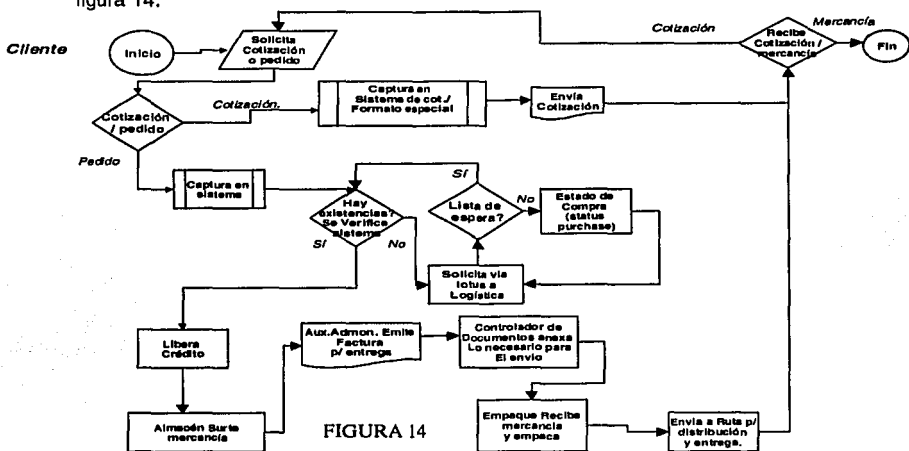 figura 14.
Cliente
Inicio
Solicita
Cotización
o pedido
Cotización
Recibe
Cotización /
mercancía
Mercancía
Fin
Cotización
/ pedido
Cotización.
Captura en
Sistema de cot./
Formato especial
Envía
Cotización
Pedido
Captura en
sistema
Hay
existencias?
Se Verifica
sistema
Sí
No
Sí
Lista de
espera?
No
Estado de
Compra
(status
purchase)
Solicita vía
lotus a
Logística
Libera
Crédito
Aux.Admon. Emite
Factura
p/ entrega
Controlador de
Documentos anexa
Lo necesario para
El envío
Almacén Surte
mercancía
FIGURA 14
Empaque Recibe
mercancía
y empaca
Envía a Ruta p/
distribución
y entrega.